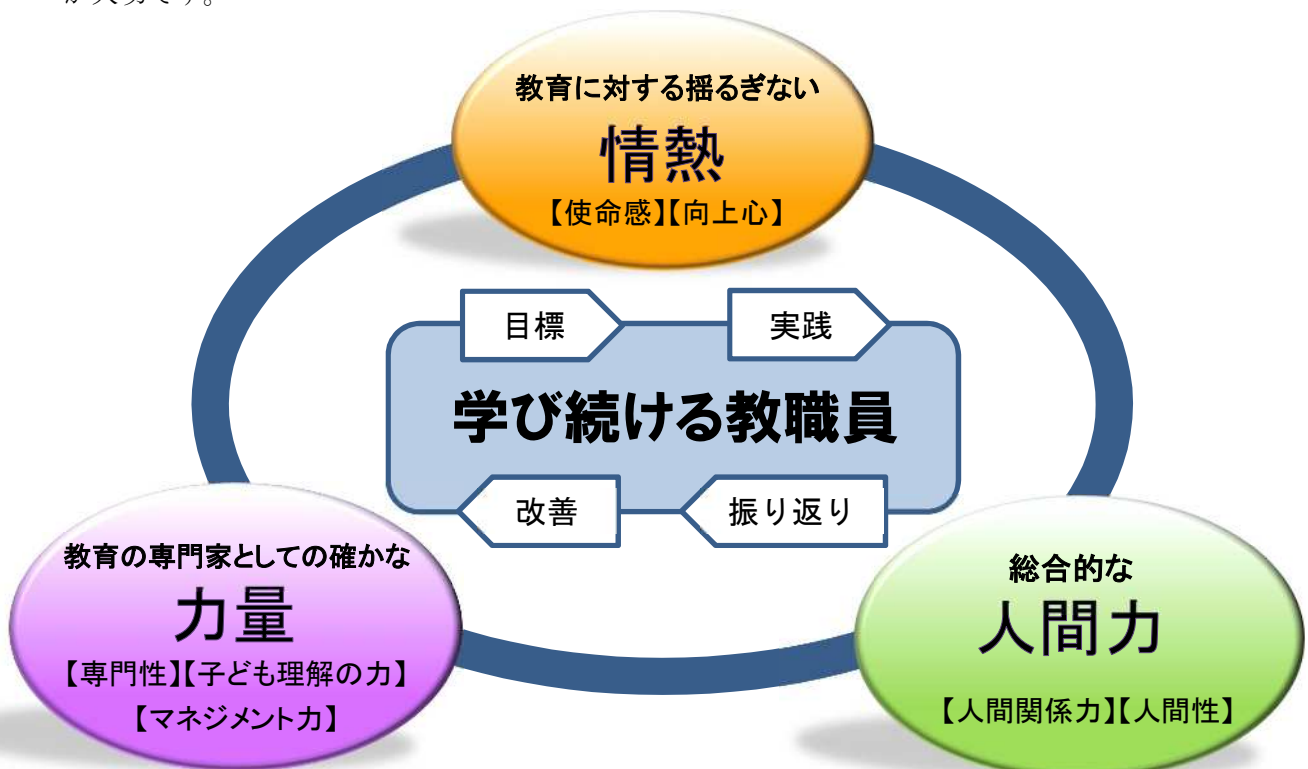 教育に対する揺るぎない
情熱
【使命感】【向上心】
目標
実践
学び続ける教職員
改善
振り返り
教育の専門家としての確かな
力量
【専門性】【子ども理解の力】
【マネジメント力】
総合的な
人間力
【人間関係力】【人間性】